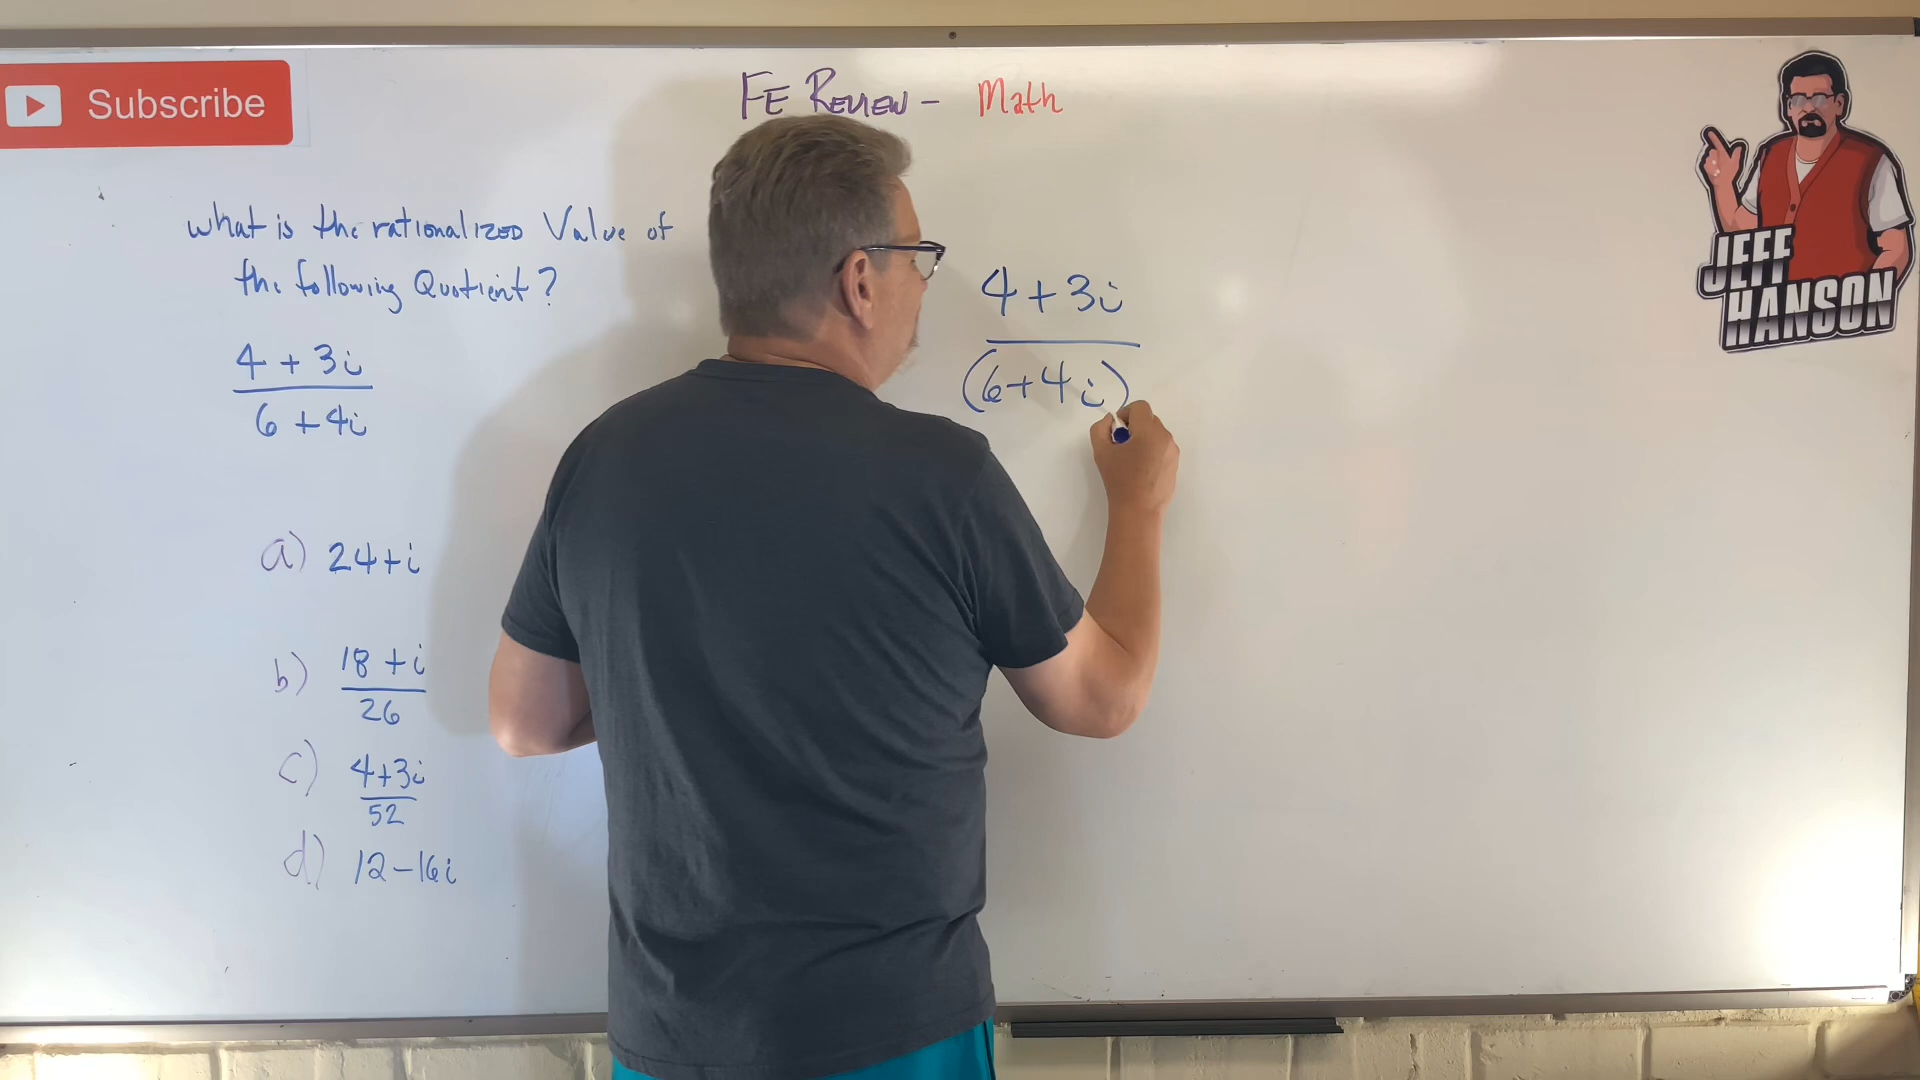 Subscribe
FE REVIEW - Math
what is the rationalized Value of
the following Quotient?
4 + 3i
6 + 4i
a) 24+i
b) 18 + i
26
c) 4+3i
52
d) 12-16i
4+3i
(6+4i)
JEFF
HANSON